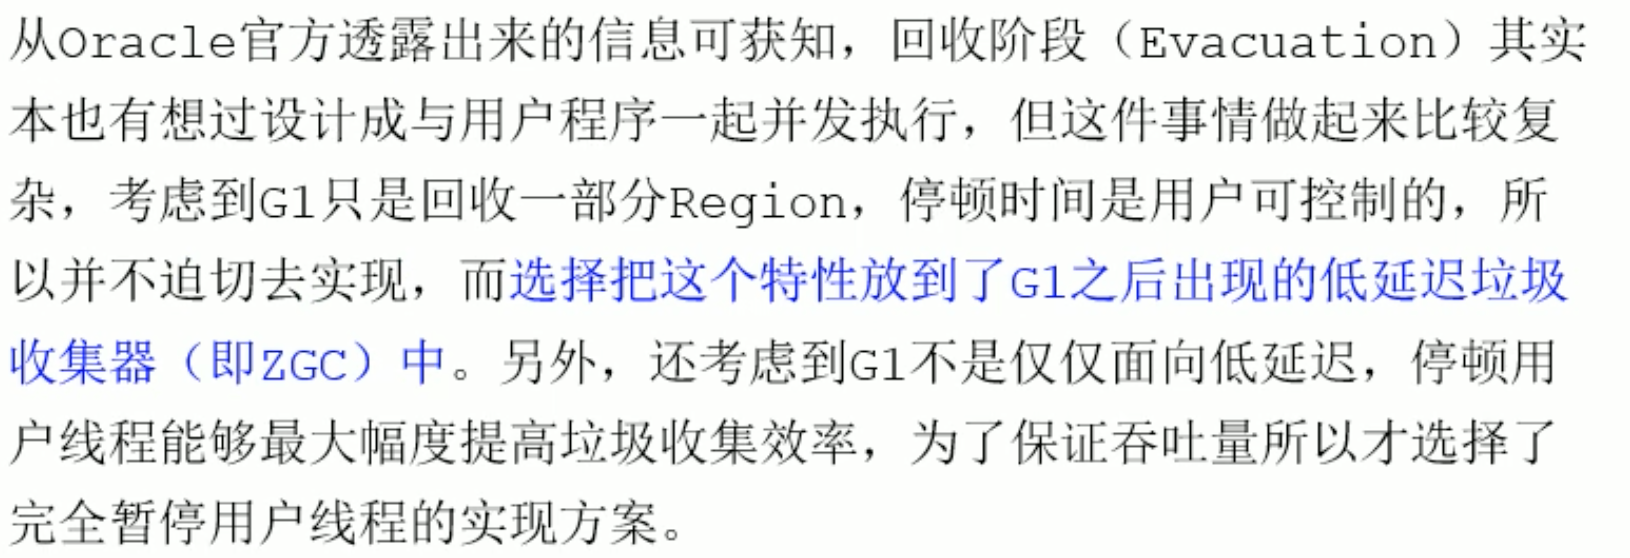 从Oracle官方透露出来的信息可获知，回收阶段（Evacuation）其实
本也有想过设计成与用户程序一起并发执行，但这件事情做起来比较复
杂，考虑到G1只是回收一部分Region，停顿时间是用户可控制的，所
以并不迫切去实现，而选择把这个特性放到了G1之后出现的低延迟垃圾
收集器（即ZGC）中。另外，还考虑到G1不是仅仅面向低延迟，停顿用
户线程能够最大幅度提高垃圾收集效率，为了保证吞吐量所以才选择了
完全暂停用户线程的实现方案。